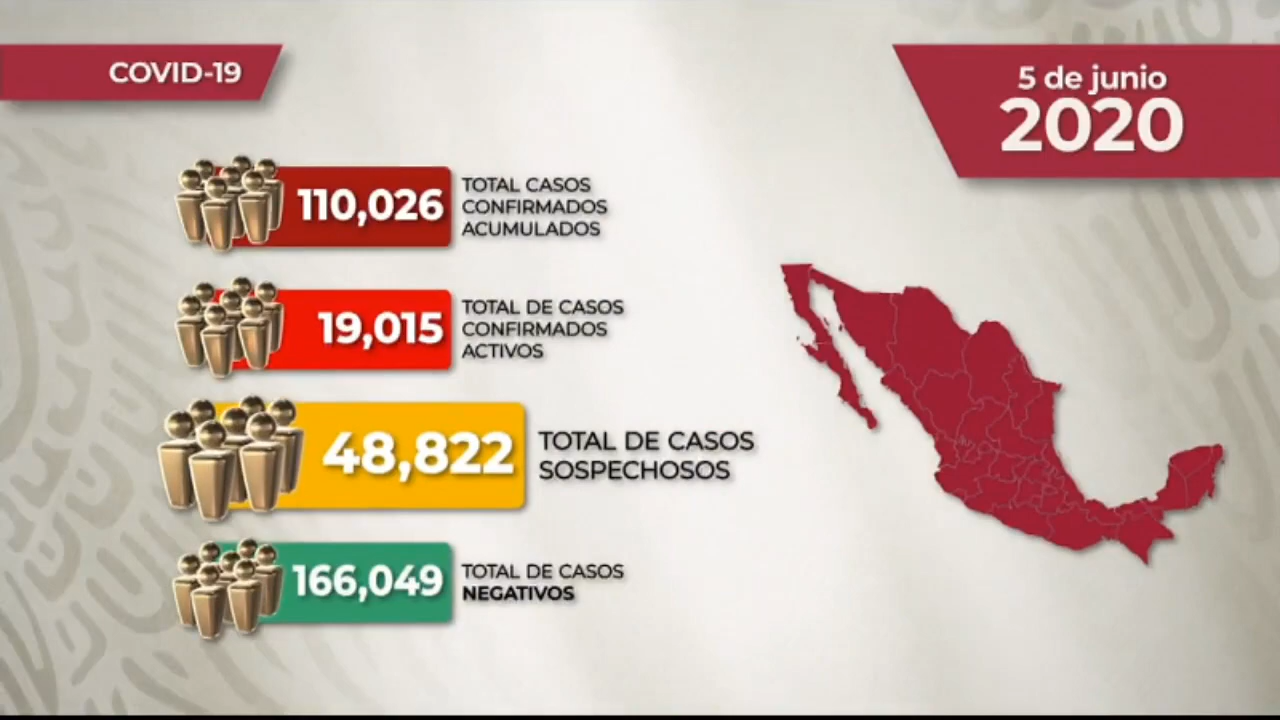 COVID-19
5 de junio
2020
110,026
TOTAL CASOS
CONFIRMADOS
ACUMULADOS
19,015
TOTAL DE CASOS
CONFIRMADOS
ACTIVOS
48,822
TOTAL DE CASOS
SOSPECHOSOS
166,049
TOTAL DE CASOS
NEGATIVOS